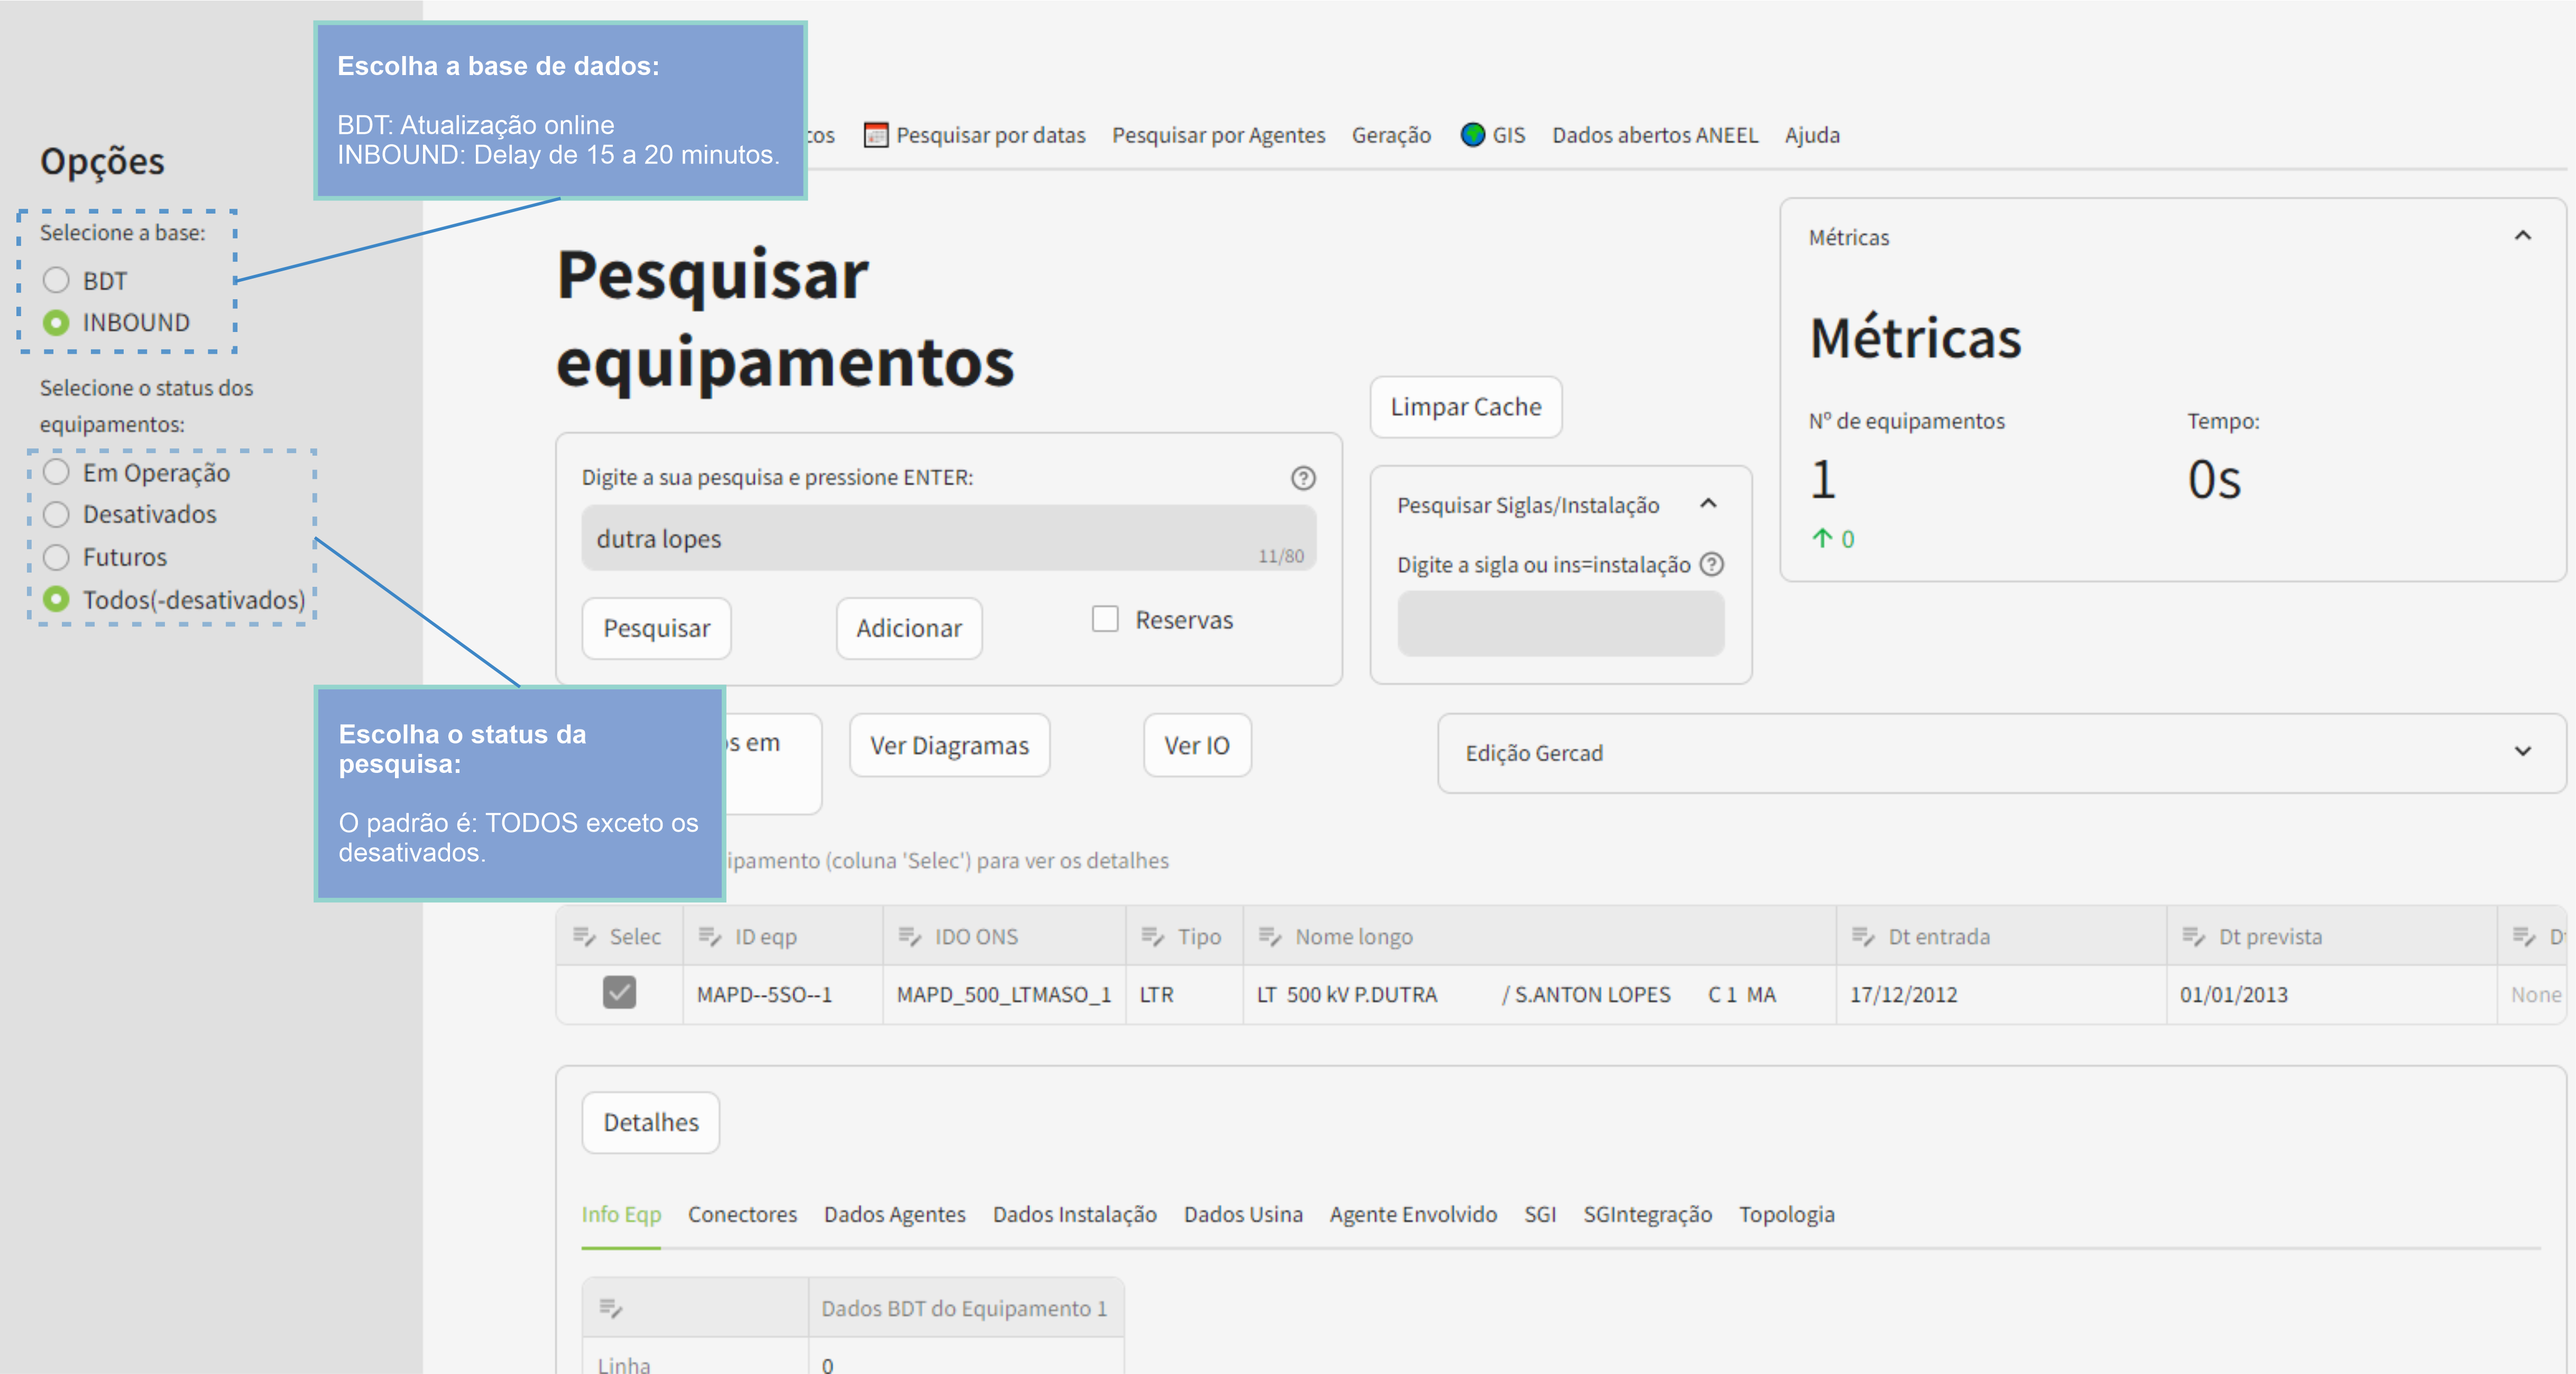 Escolha a base de dados:
BDT: Atualização online
INBOUND: Delay de 15 a 20 minutos.
Pesquisar por datas Pesquisar por Agentes Geração GIS Dados abertos ANEEL Ajuda
Opções
Selecione a base:
BDT
INBOUND
Selecione o status dos
equipamentos:
Em Operação
Desativados
Futuros
Todos(-desativados)
Escolha o status da
pesquisa:
O padrão é: TODOS exceto os
desativados.
Pesquisar
equipamentos
Digite a sua pesquisa e pressione ENTER:
dutra lopes
11/80
Pesquisar Adicionar Reservas
Limpar Cache
Pesquisar Siglas/Instalação
Digite a sigla ou ins=instalação
Métricas
Métricas
Nº de equipamentos Tempo:
1 0s
0
em
Ver Diagramas Ver IO
Edição Gercad
(coluna 'Selec') para ver os detalhes
Selec ID eqp IDO ONS Tipo Nome longo Dt entrada Dt prevista
MAPD--5SO--1 MAPD_500_LTMASO_1 LTR LT 500 kV P.DUTRA / S.ANTON LOPES C 1 MA 17/12/2012 01/01/2013 None
Detalhes
Info Eqp Conectores Dados Agentes Dados Instalação Dados Usina Agente Envolvido SGI SGIntegração Topologia
Dados BDT do Equipamento 1
Linha 0